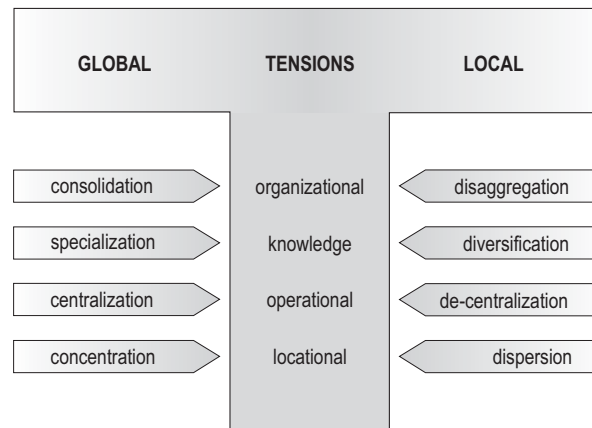 GLOBAL TENSIONS LOCAL
consolidation organizational disaggregation
specialization knowledge diversification
centralization operational de-centralization
concentration locational dispersion